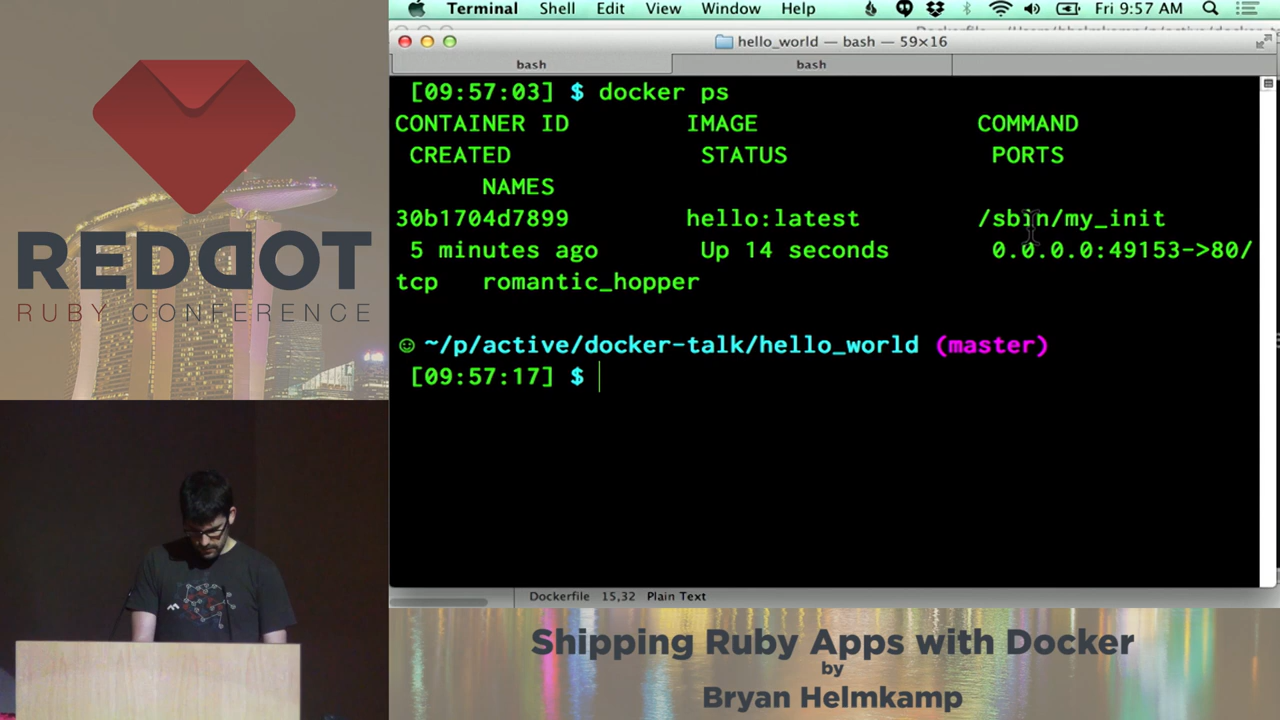 REDDOT
RUBY CONFERENCE
Terminal Shell Edit View Window Help Fri 9:57 AM
hello_world — bash — 59×16
bash bash
[09:57:03] $ docker ps
CONTAINER ID IMAGE COMMAND
CREATED STATUS PORTS
NAMES
30b1704d7899 hello:latest /sbin/my_init
5 minutes ago Up 14 seconds 0.0.0.0:49153->80/
tcp romantic_hopper
~/p/active/docker-talk/hello_world (master)
[09:57:17] $
Dockerfile 15,32 Plain Text
Shipping Ruby Apps with Docker
by
Bryan Helmkamp